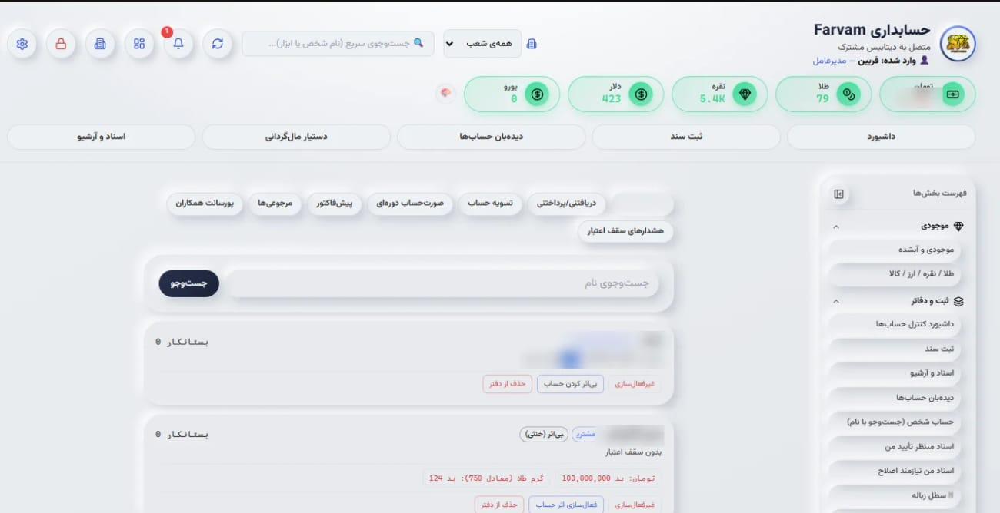 حسابداری Farvam
متصل به دیتابیس مشترک
وارد شده: فربین — مدیرعامل
همه‌ی شعب
جست‌وجوی سریع (نام شخص یا ابزار)...
1
تومان
طلا
79
نقره
5.4K
دلار
423
یورو
0
داشبورد
ثبت سند
دیده‌بان حساب‌ها
دستیار مال‌گردانی
اسناد و آرشیو
فهرست بخش‌ها
موجودی
موجودی و آبشده
طلا / نقره / ارز / کالا
ثبت و دفاتر
داشبورد کنترل حساب‌ها
ثبت سند
اسناد و آرشیو
دیده‌بان حساب‌ها
حساب شخص (جست‌وجو با نام)
اسناد منتظر تأیید من
اسناد من نیازمند اصلاح
سطل زباله
دریافتنی/پرداختنی
تسویه حساب
صورت‌حساب دوره‌ای
پیش‌فاکتور
مرجوعی‌ها
پورسانت همکاران
هشدارهای سقف اعتبار
جست‌وجوی نام
جست‌وجو
بستانکار 0
غیرفعال‌سازی
بی‌اثر کردن حساب
حذف از دفتر
مشتری
بی‌اثر (خنثی)
بستانکار 0
بدون سقف اعتبار
تومان: بد 100,000,000
گرم طلا (معادل 750): بد 124
غیرفعال‌سازی
فعال‌سازی اثر حساب
حذف از دفتر